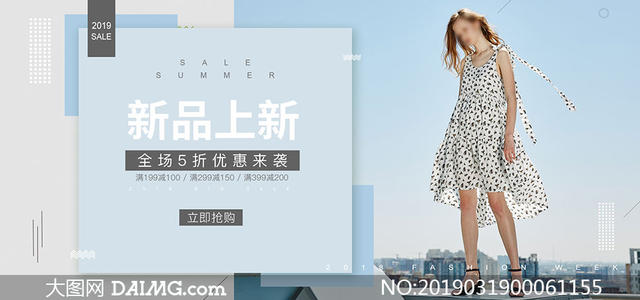 2019
SALE
SALE
SUMMER
新品上新
全场5折优惠来袭
满199减100 / 满299减150 / 满399减200
立即抢购
2019 FASHION WEEK
大图网 DAIMG.com
NO:2019031900061155